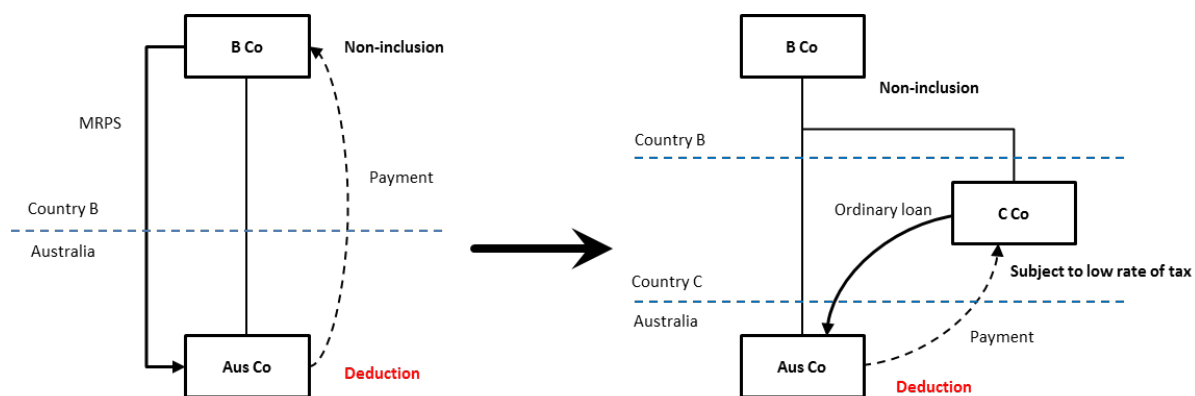 B Co
Non-inclusion
MRPS
Payment
Country B
Australia
Aus Co
Deduction
B Co
Non-inclusion
Country B
Ordinary loan
C Co
Subject to low rate of tax
Country C
Australia
Payment
Aus Co
Deduction